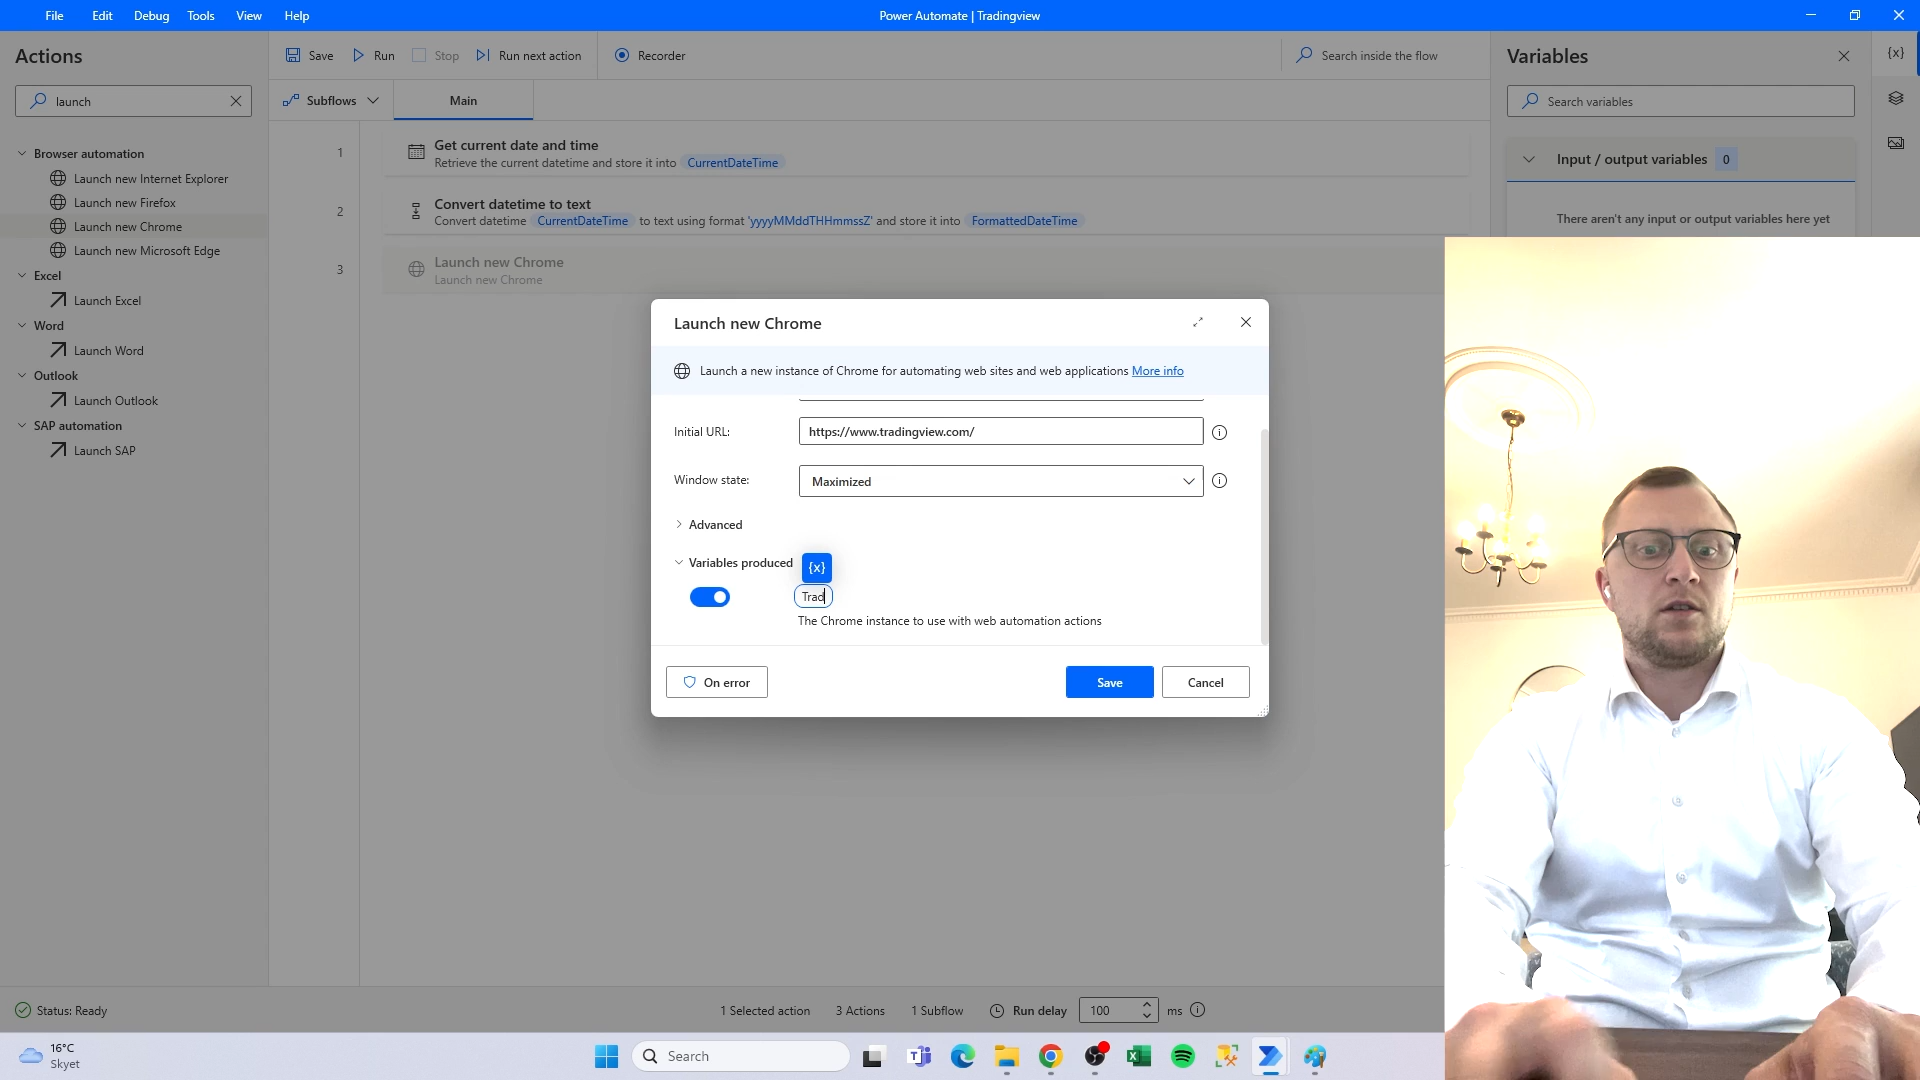 File Edit Debug Tools View Help
Power Automate | Tradingview
Actions
launch
Browser automation
Launch new Internet Explorer
Launch new Firefox
Launch new Chrome
Launch new Microsoft Edge
Excel
Launch Excel
Word
Launch Word
Outlook
Launch Outlook
SAP automation
Launch SAP
Save Run Stop Run next action Recorder
Search inside the flow
Subflows Main
1 Get current date and time
Retrieve the current datetime and store it into CurrentDateTime
2 Convert datetime to text
Convert datetime CurrentDateTime to text using format 'yyyyMMddTHHmmssZ' and store it into FormattedDateTime
3 Launch new Chrome
Launch new Chrome
Variables
{x}
Search variables
Input / output variables 0
There aren't any input or output variables here yet
Launch new Chrome
Launch a new instance of Chrome for automating web sites and web applications More info
Initial URL: https://www.tradingview.com/
Window state: Maximized
Advanced
Variables produced {x}
Trad
The Chrome instance to use with web automation actions
On error Save Cancel
Status: Ready
1 Selected action 3 Actions 1 Subflow Run delay 100 ms
16°C
Skyet
Search